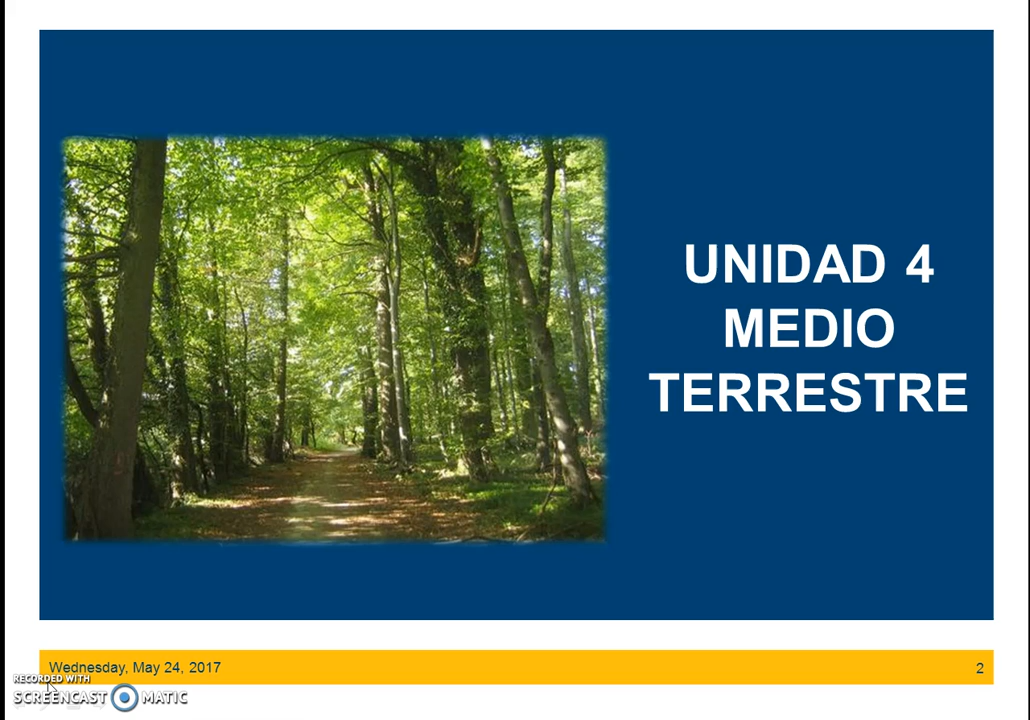 UNIDAD 4
MEDIO
TERRESTRE
Wednesday, May 24, 2017
2
RECORDED WITH
SCREENCAST MATIC